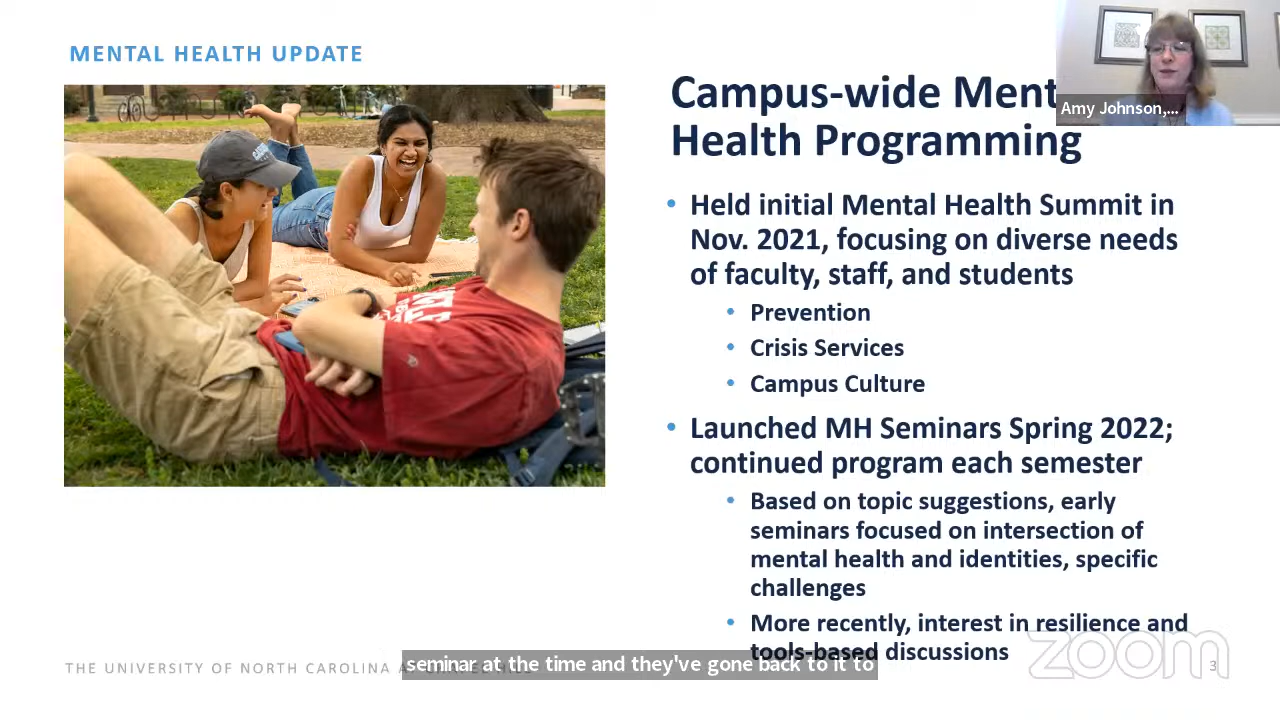 MENTAL HEALTH UPDATE
Campus-wide Ment
Health Programming
Amy Johnson,...
• Held initial Mental Health Summit in
Nov. 2021, focusing on diverse needs
of faculty, staff, and students
• Prevention
• Crisis Services
• Campus Culture
• Launched MH Seminars Spring 2022;
continued program each semester
• Based on topic suggestions, early
seminars focused on intersection of
mental health and identities, specific
challenges
• More recently, interest in resilience and
tools-based discussions
seminar at the time and they've gone back to it to
THE UNIVERSITY OF NORTH CAROLINA
zoom
3